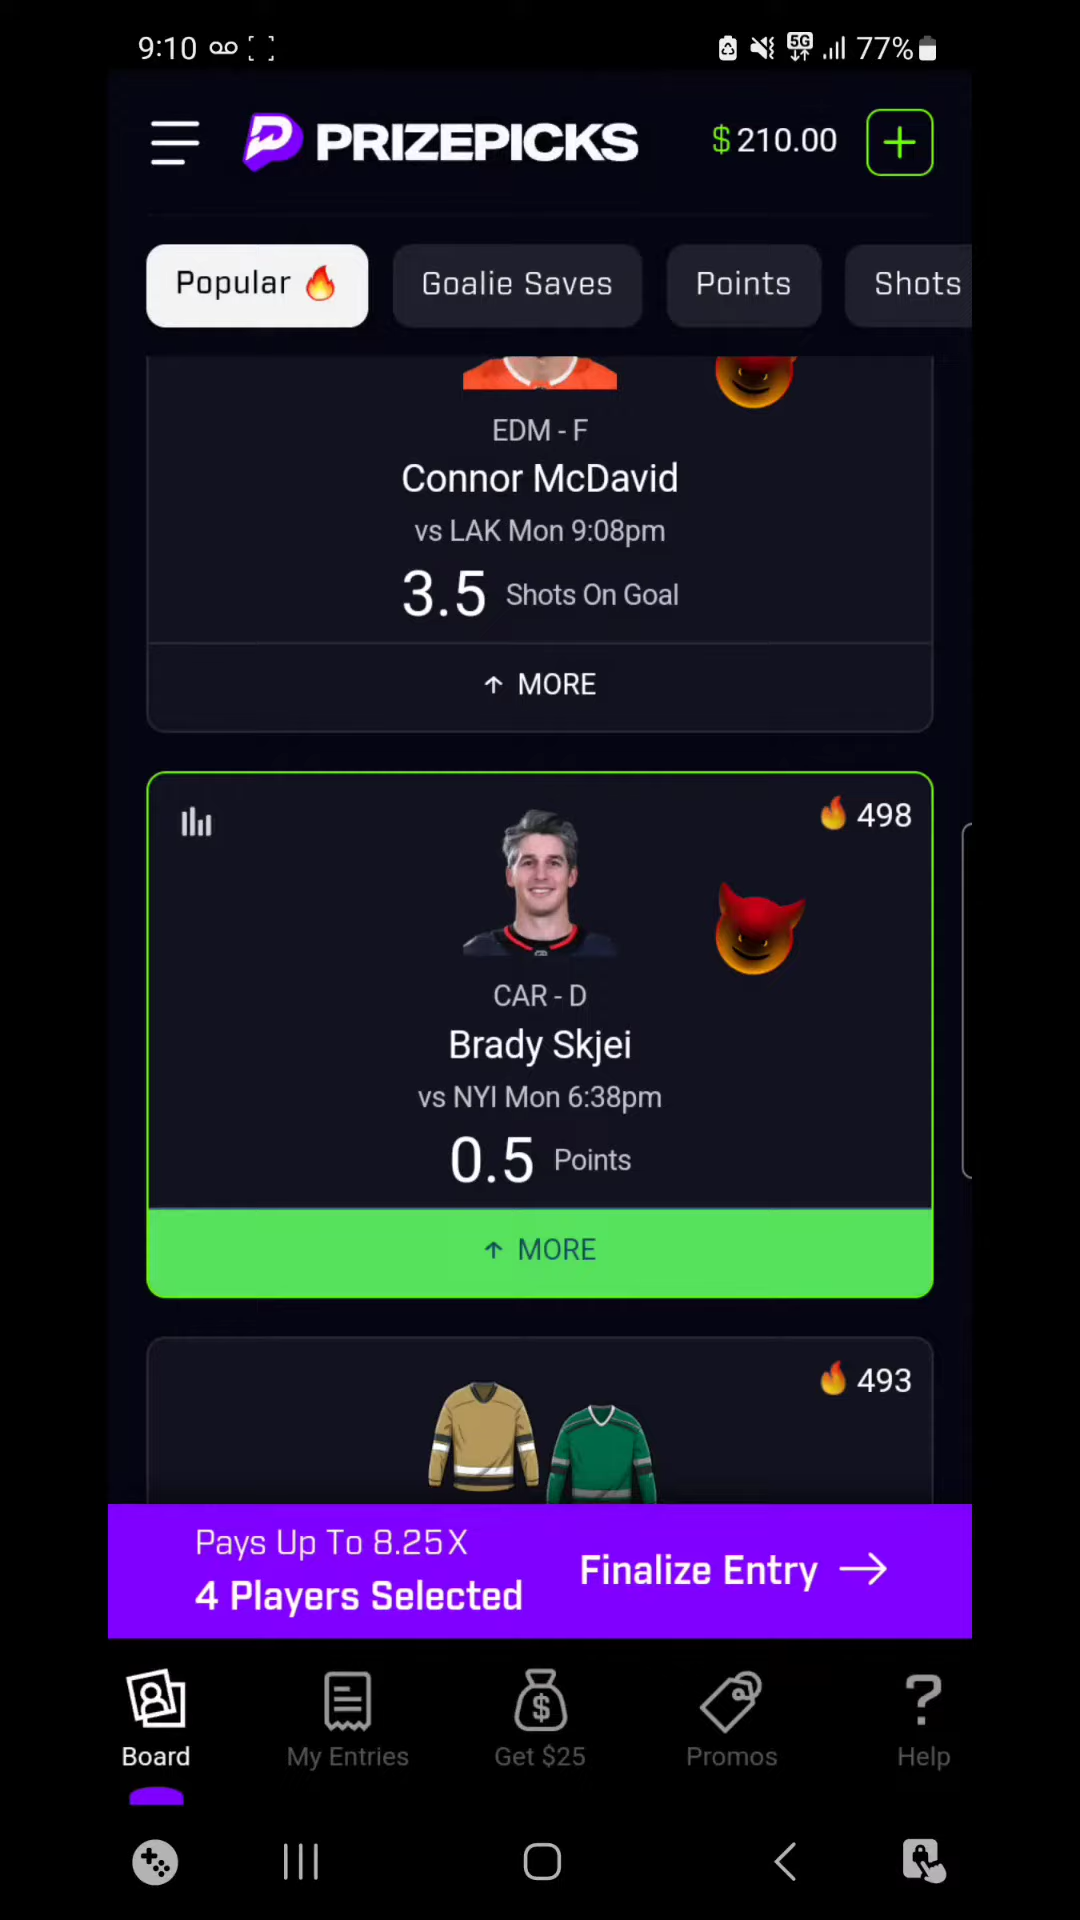 9:10 77%
5G
PRIZEPICKS $ 210.00
Popular Goalie Saves Points Shots
EDM - F
Connor McDavid
vs LAK Mon 9:08pm
3.5 Shots On Goal
↑ MORE
498
CAR - D
Brady Skjei
vs NYI Mon 6:38pm
0.5 Points
↑ MORE
493
Pays Up To 8.25X
4 Players Selected
Finalize Entry →
Board My Entries Get $25 Promos Help